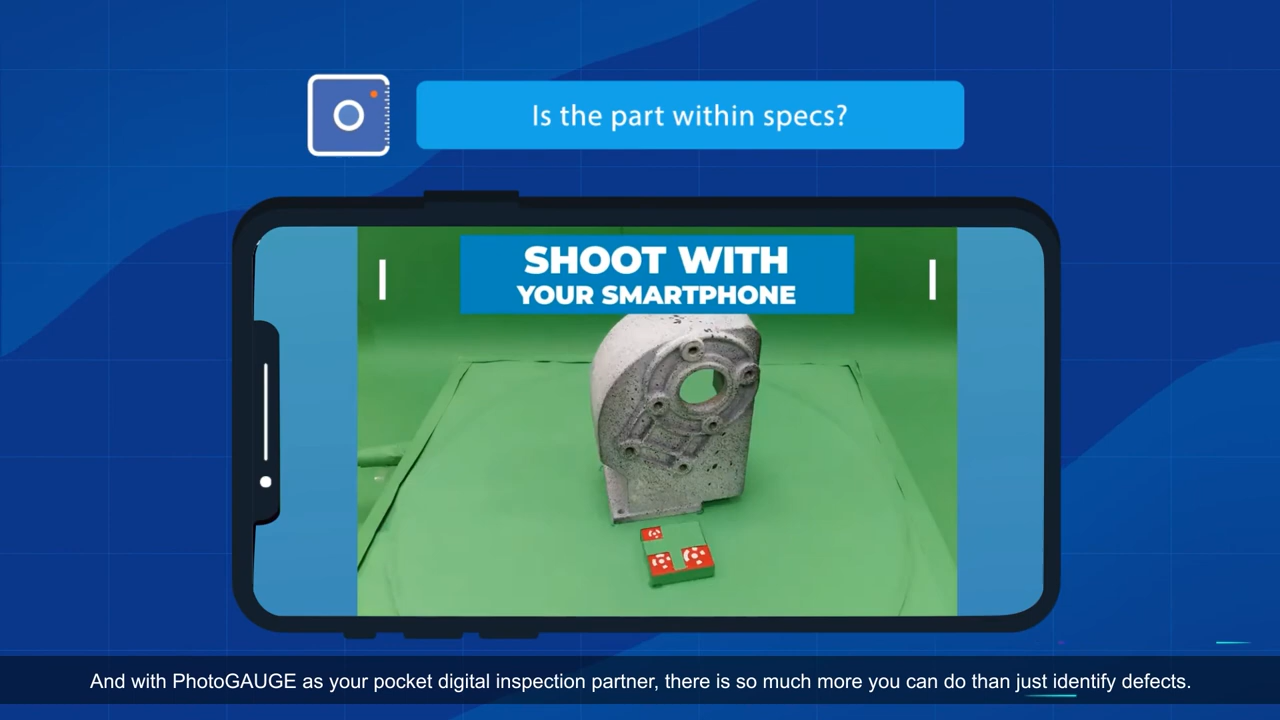 Is the part within specs?
SHOOT WITH
YOUR SMARTPHONE
And with PhotoGAUGE as your pocket digital inspection partner, there is so much more you can do than just identify defects.